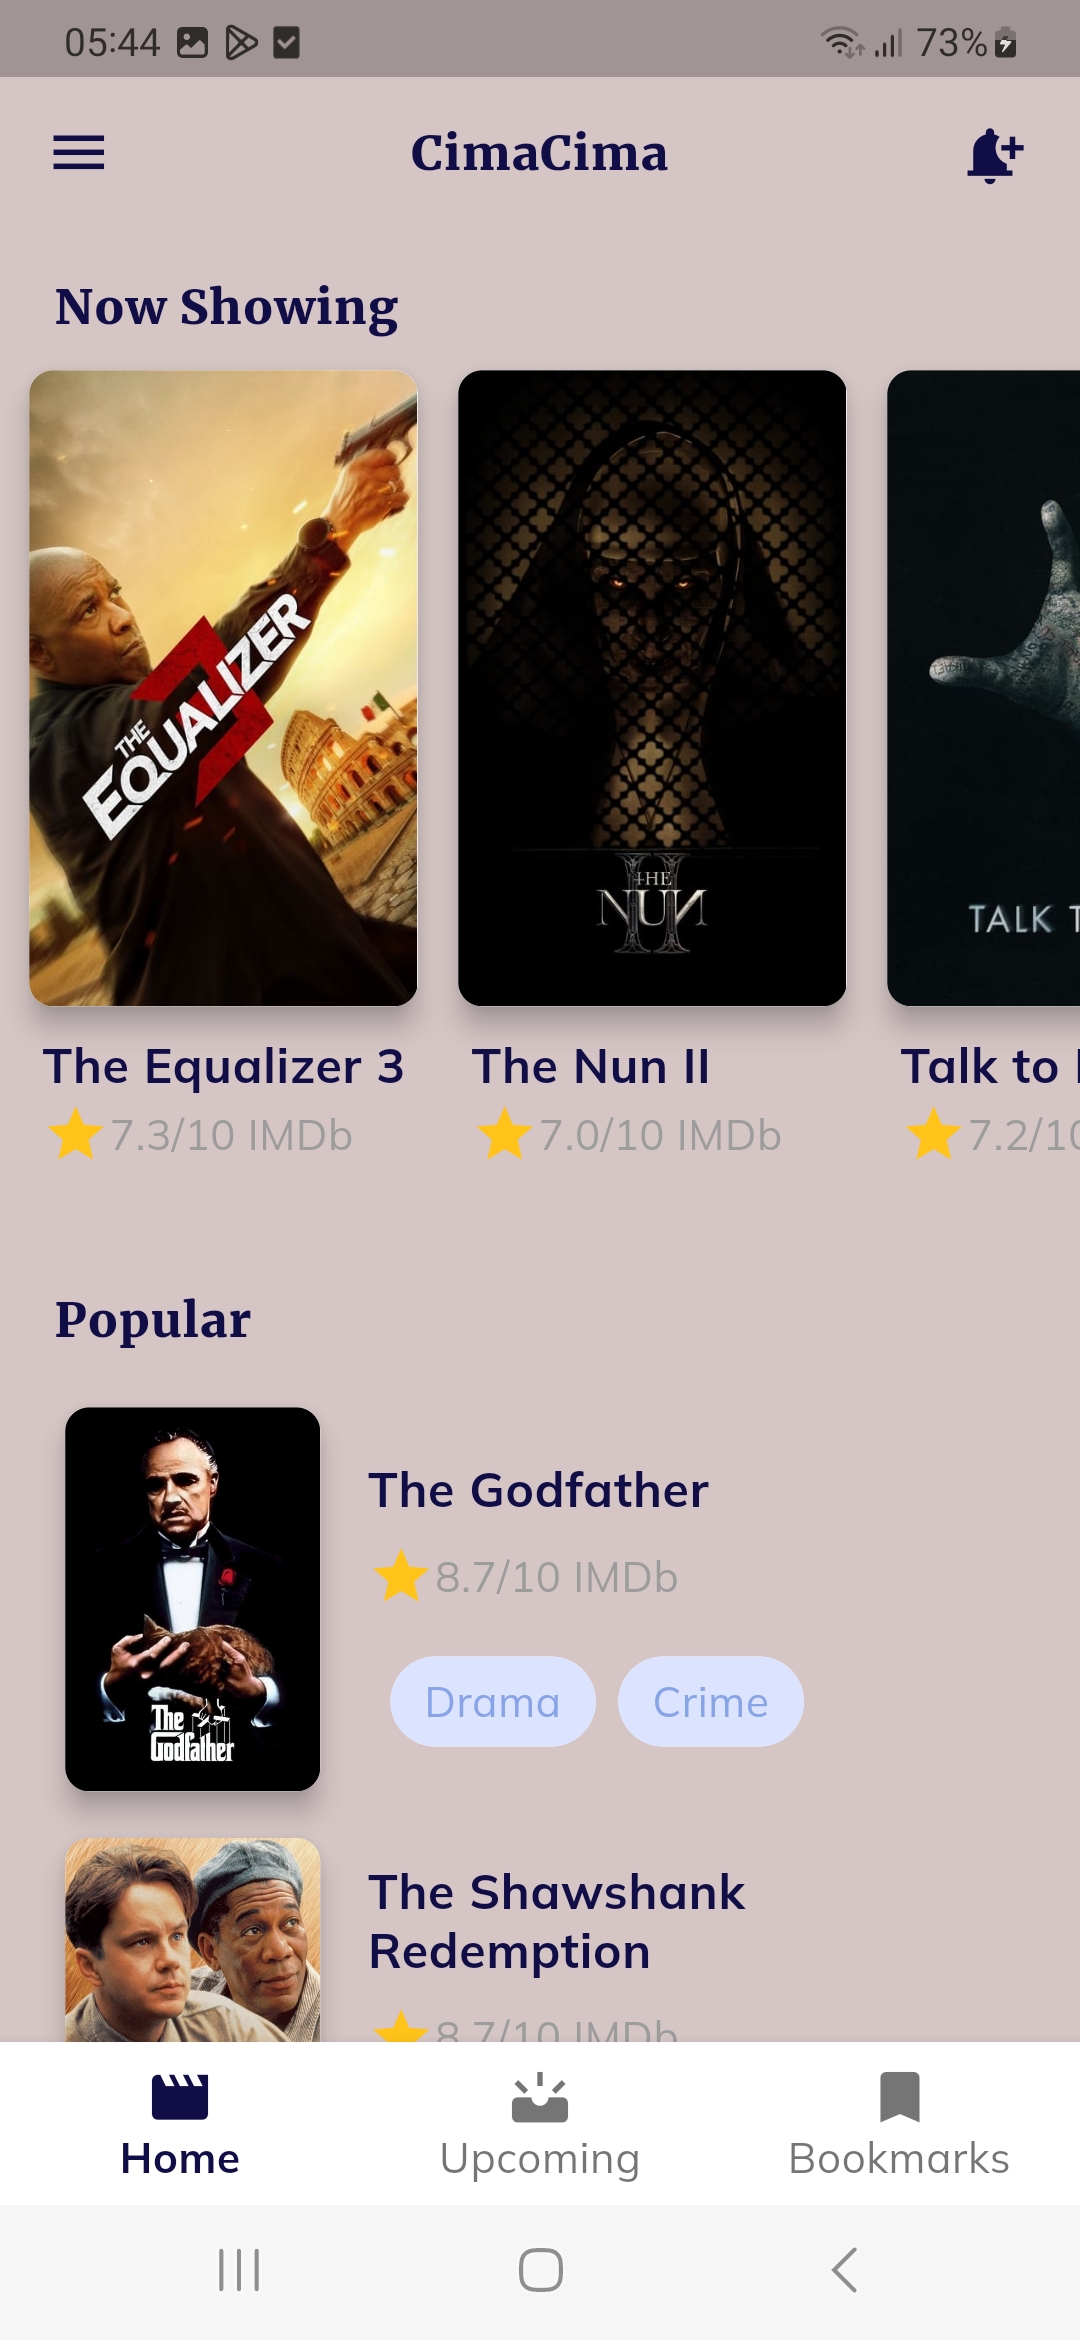 05:44
73%
CimaCima
Now Showing
THE
EQUALIZER
3
THE
NUN
II
TALK T
The Equalizer 3
The Nun II
Talk to
7.3/10 IMDb
7.0/10 IMDb
7.2/10
Popular
The
Godfather
The Godfather
8.7/10 IMDb
Drama
Crime
The Shawshank
Redemption
8.7/10 IMDb
Home
Upcoming
Bookmarks